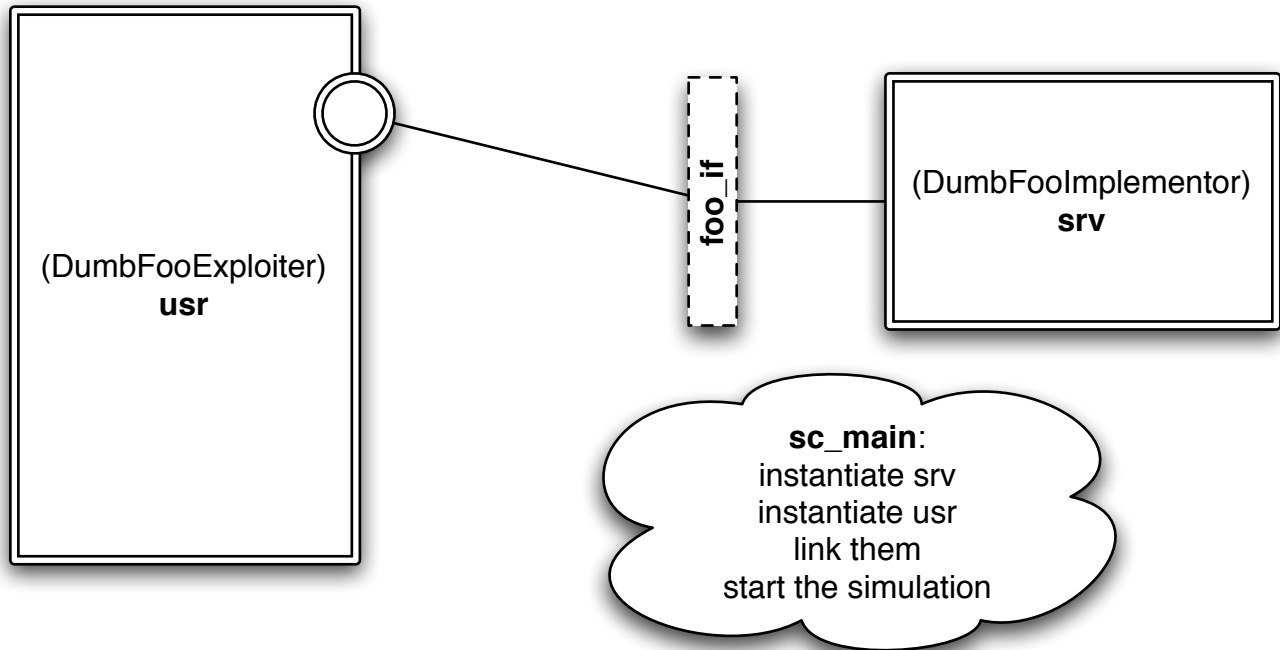 (DumbFooExploiter)
usr
foo_if
(DumbFooImplementor)
srv
sc_main:
instantiate srv
instantiate usr
link them
start the simulation